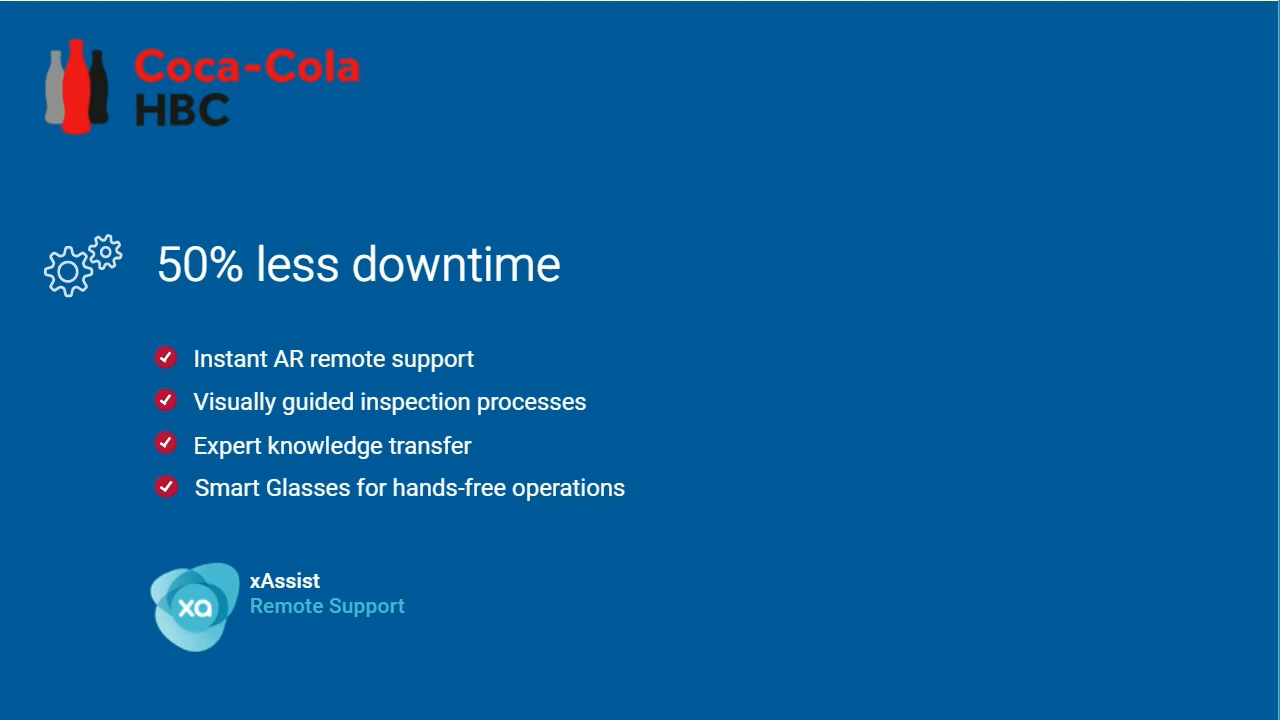 Coca-Cola
HBC
50% less downtime
Instant AR remote support
Visually guided inspection processes
Expert knowledge transfer
Smart Glasses for hands-free operations
xa
xAssist
Remote Support